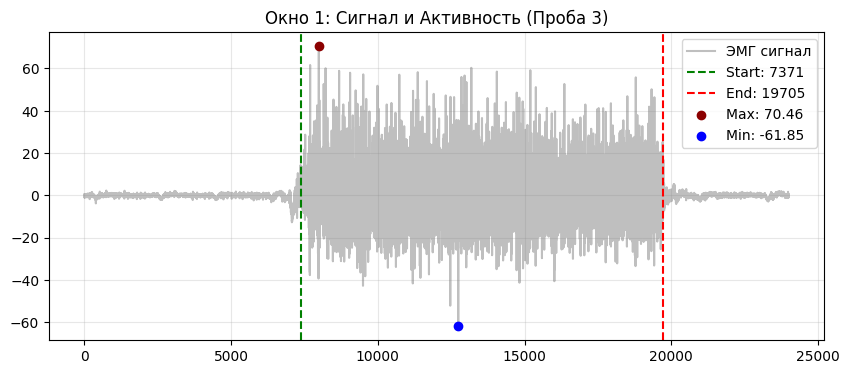 Окно 1: Сигнал и Активность (Проба 3)
ЭМГ сигнал
Start: 7371
End: 19705
Max: 70.46
Min: -61.85
60
40
20
0
−20
−40
−60
0 5000 10000 15000 20000 25000